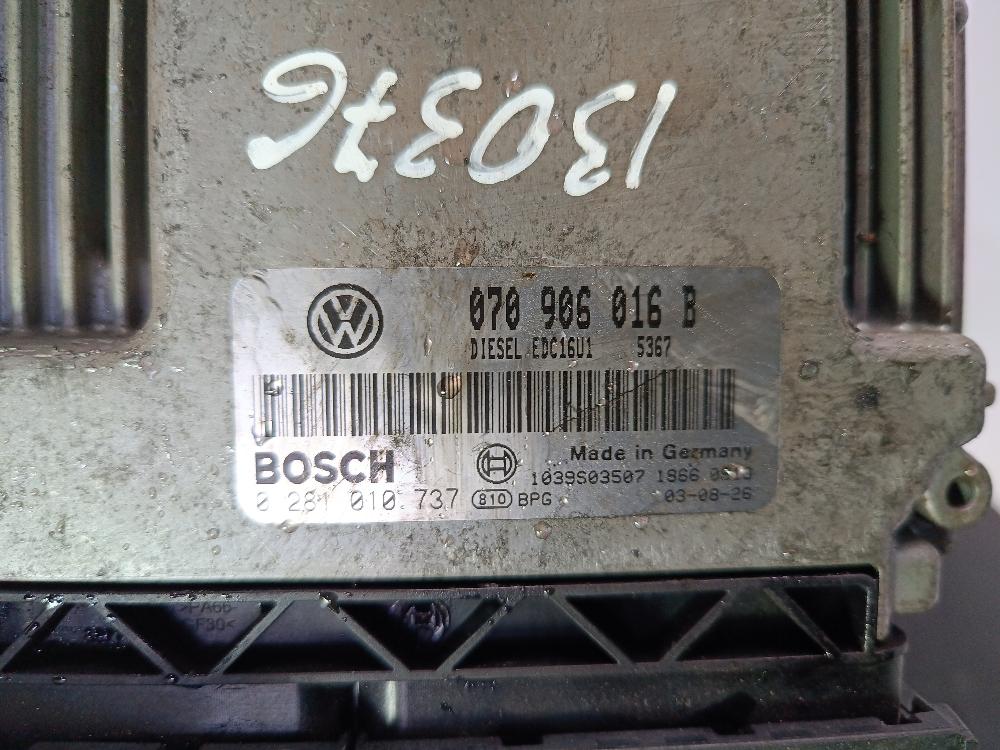 130376
070 906 016 B
DIESEL EDC16U1 5367
BOSCH
Made in Germany
1039S03507
0 281 010 737 810 BPG 03-08-26
>PA66-